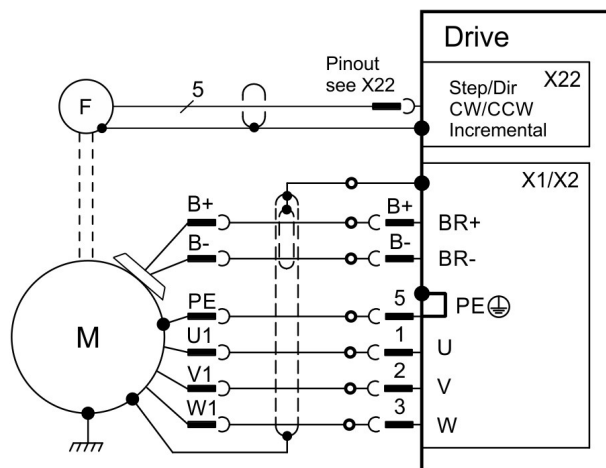 Drive
Pinout
see X22
X22
F
5
Step/Dir
CW/CCW
Incremental
X1/X2
B+
B+
BR+
B-
B-
BR-
PE
5
PE
M
U1
1
U
V1
2
V
W1
3
W